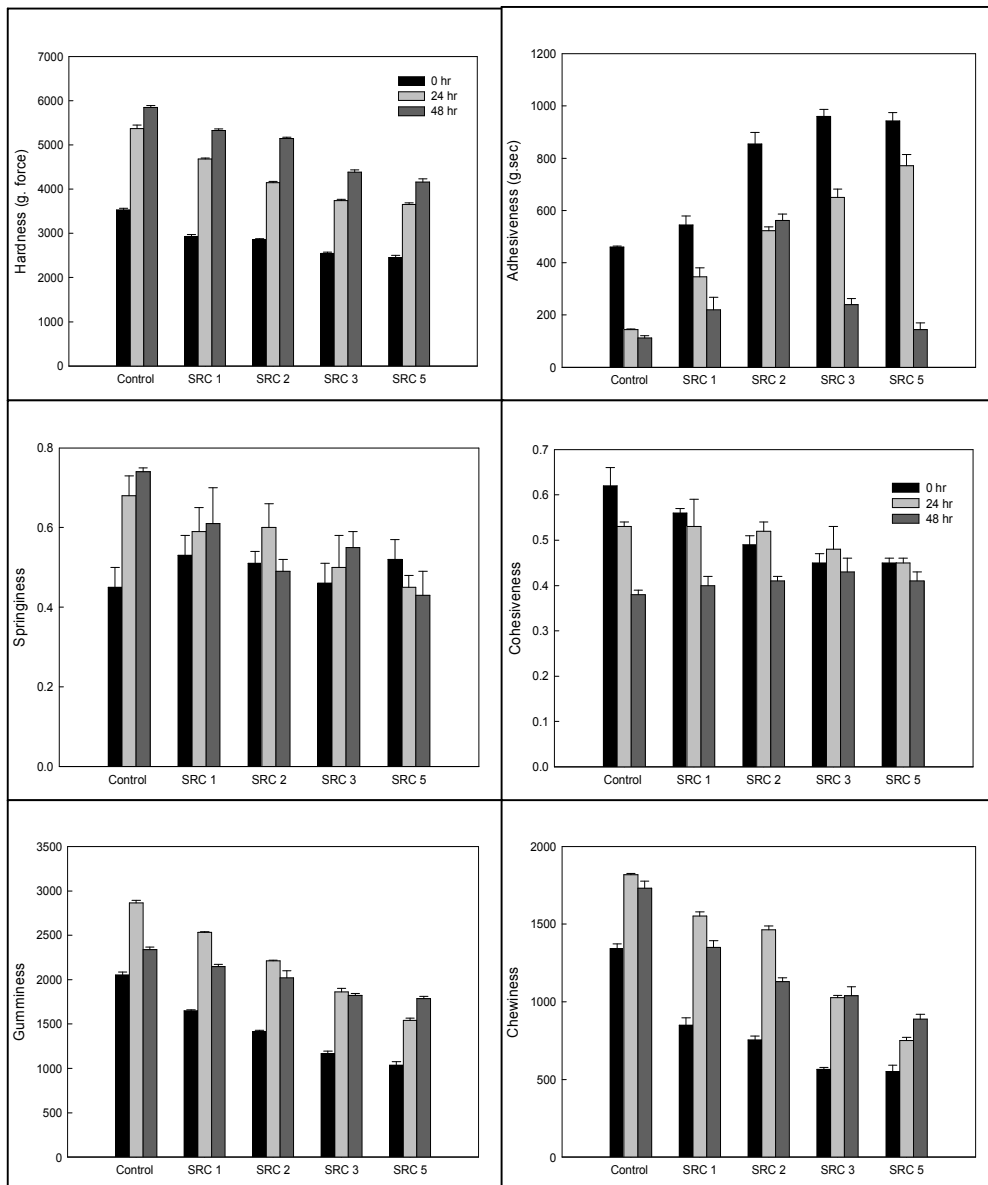 Hardness (g. force)
7000
6000
5000
4000
3000
2000
1000
0
0 hr
24 hr
48 hr
Control SRC 1 SRC 2 SRC 3 SRC 5
Adhesiveness (g.sec)
1200
1000
800
600
400
200
0
Control SRC 1 SRC 2 SRC 3 SRC 5
Springiness
0.8
0.6
0.4
0.2
0.0
Control SRC 1 SRC 2 SRC 3 SRC 5
Cohesiveness
0.7
0.6
0.5
0.4
0.3
0.2
0.1
0.0
0 hr
24 hr
48 hr
Control SRC 1 SRC 2 SRC 3 SRC 5
Gumminess
3500
3000
2500
2000
1500
1000
500
0
Control SRC 1 SRC 2 SRC 3 SRC 5
Chewiness
2000
1500
1000
500
0
Control SRC 1 SRC 2 SRC 3 SRC 5